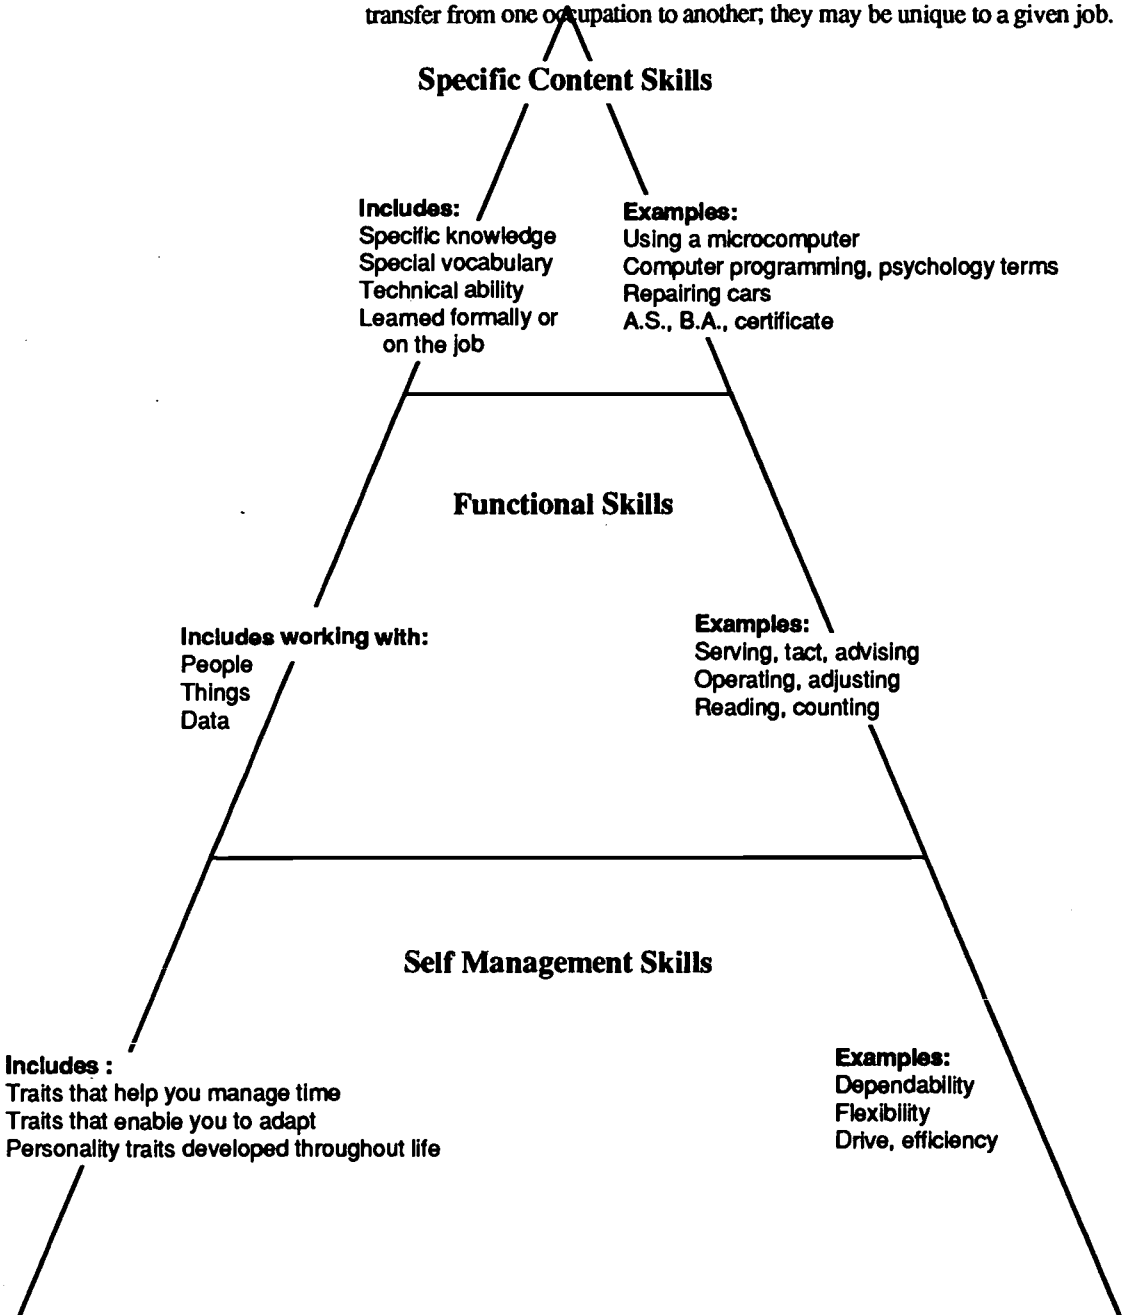 transfer from one occupation to another; they may be unique to a given job.
Specific Content Skills
Includes:
Specific knowledge
Special vocabulary
Technical ability
Learned formally or
on the job
Examples:
Using a microcomputer
Computer programming, psychology terms
Repairing cars
A.S., B.A., certificate
Functional Skills
Includes working with:
People
Things
Data
Examples:
Serving, tact, advising
Operating, adjusting
Reading, counting
Self Management Skills
Includes :
Traits that help you manage time
Traits that enable you to adapt
Personality traits developed throughout life
Examples:
Dependability
Flexibility
Drive, efficiency